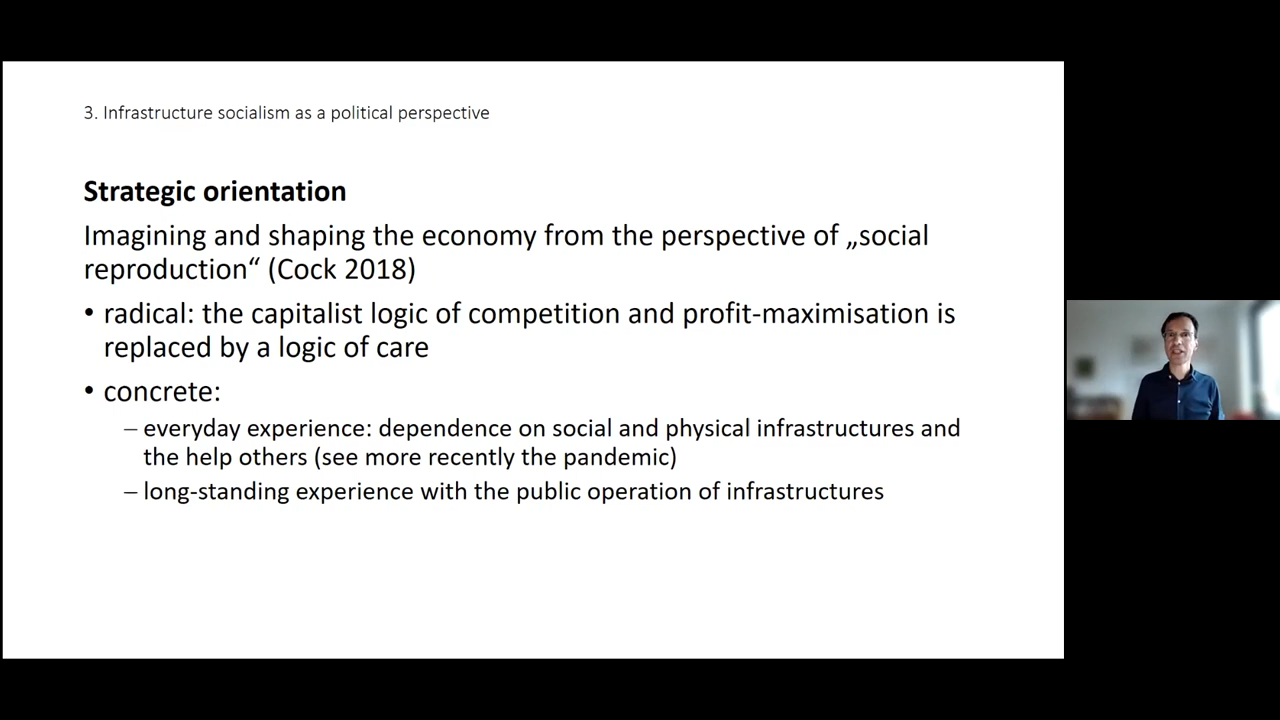 3. Infrastructure socialism as a political perspective
Strategic orientation
Imagining and shaping the economy from the perspective of „social
reproduction“ (Cock 2018)
• radical: the capitalist logic of competition and profit-maximisation is
replaced by a logic of care
• concrete:
– everyday experience: dependence on social and physical infrastructures and
the help others (see more recently the pandemic)
– long-standing experience with the public operation of infrastructures